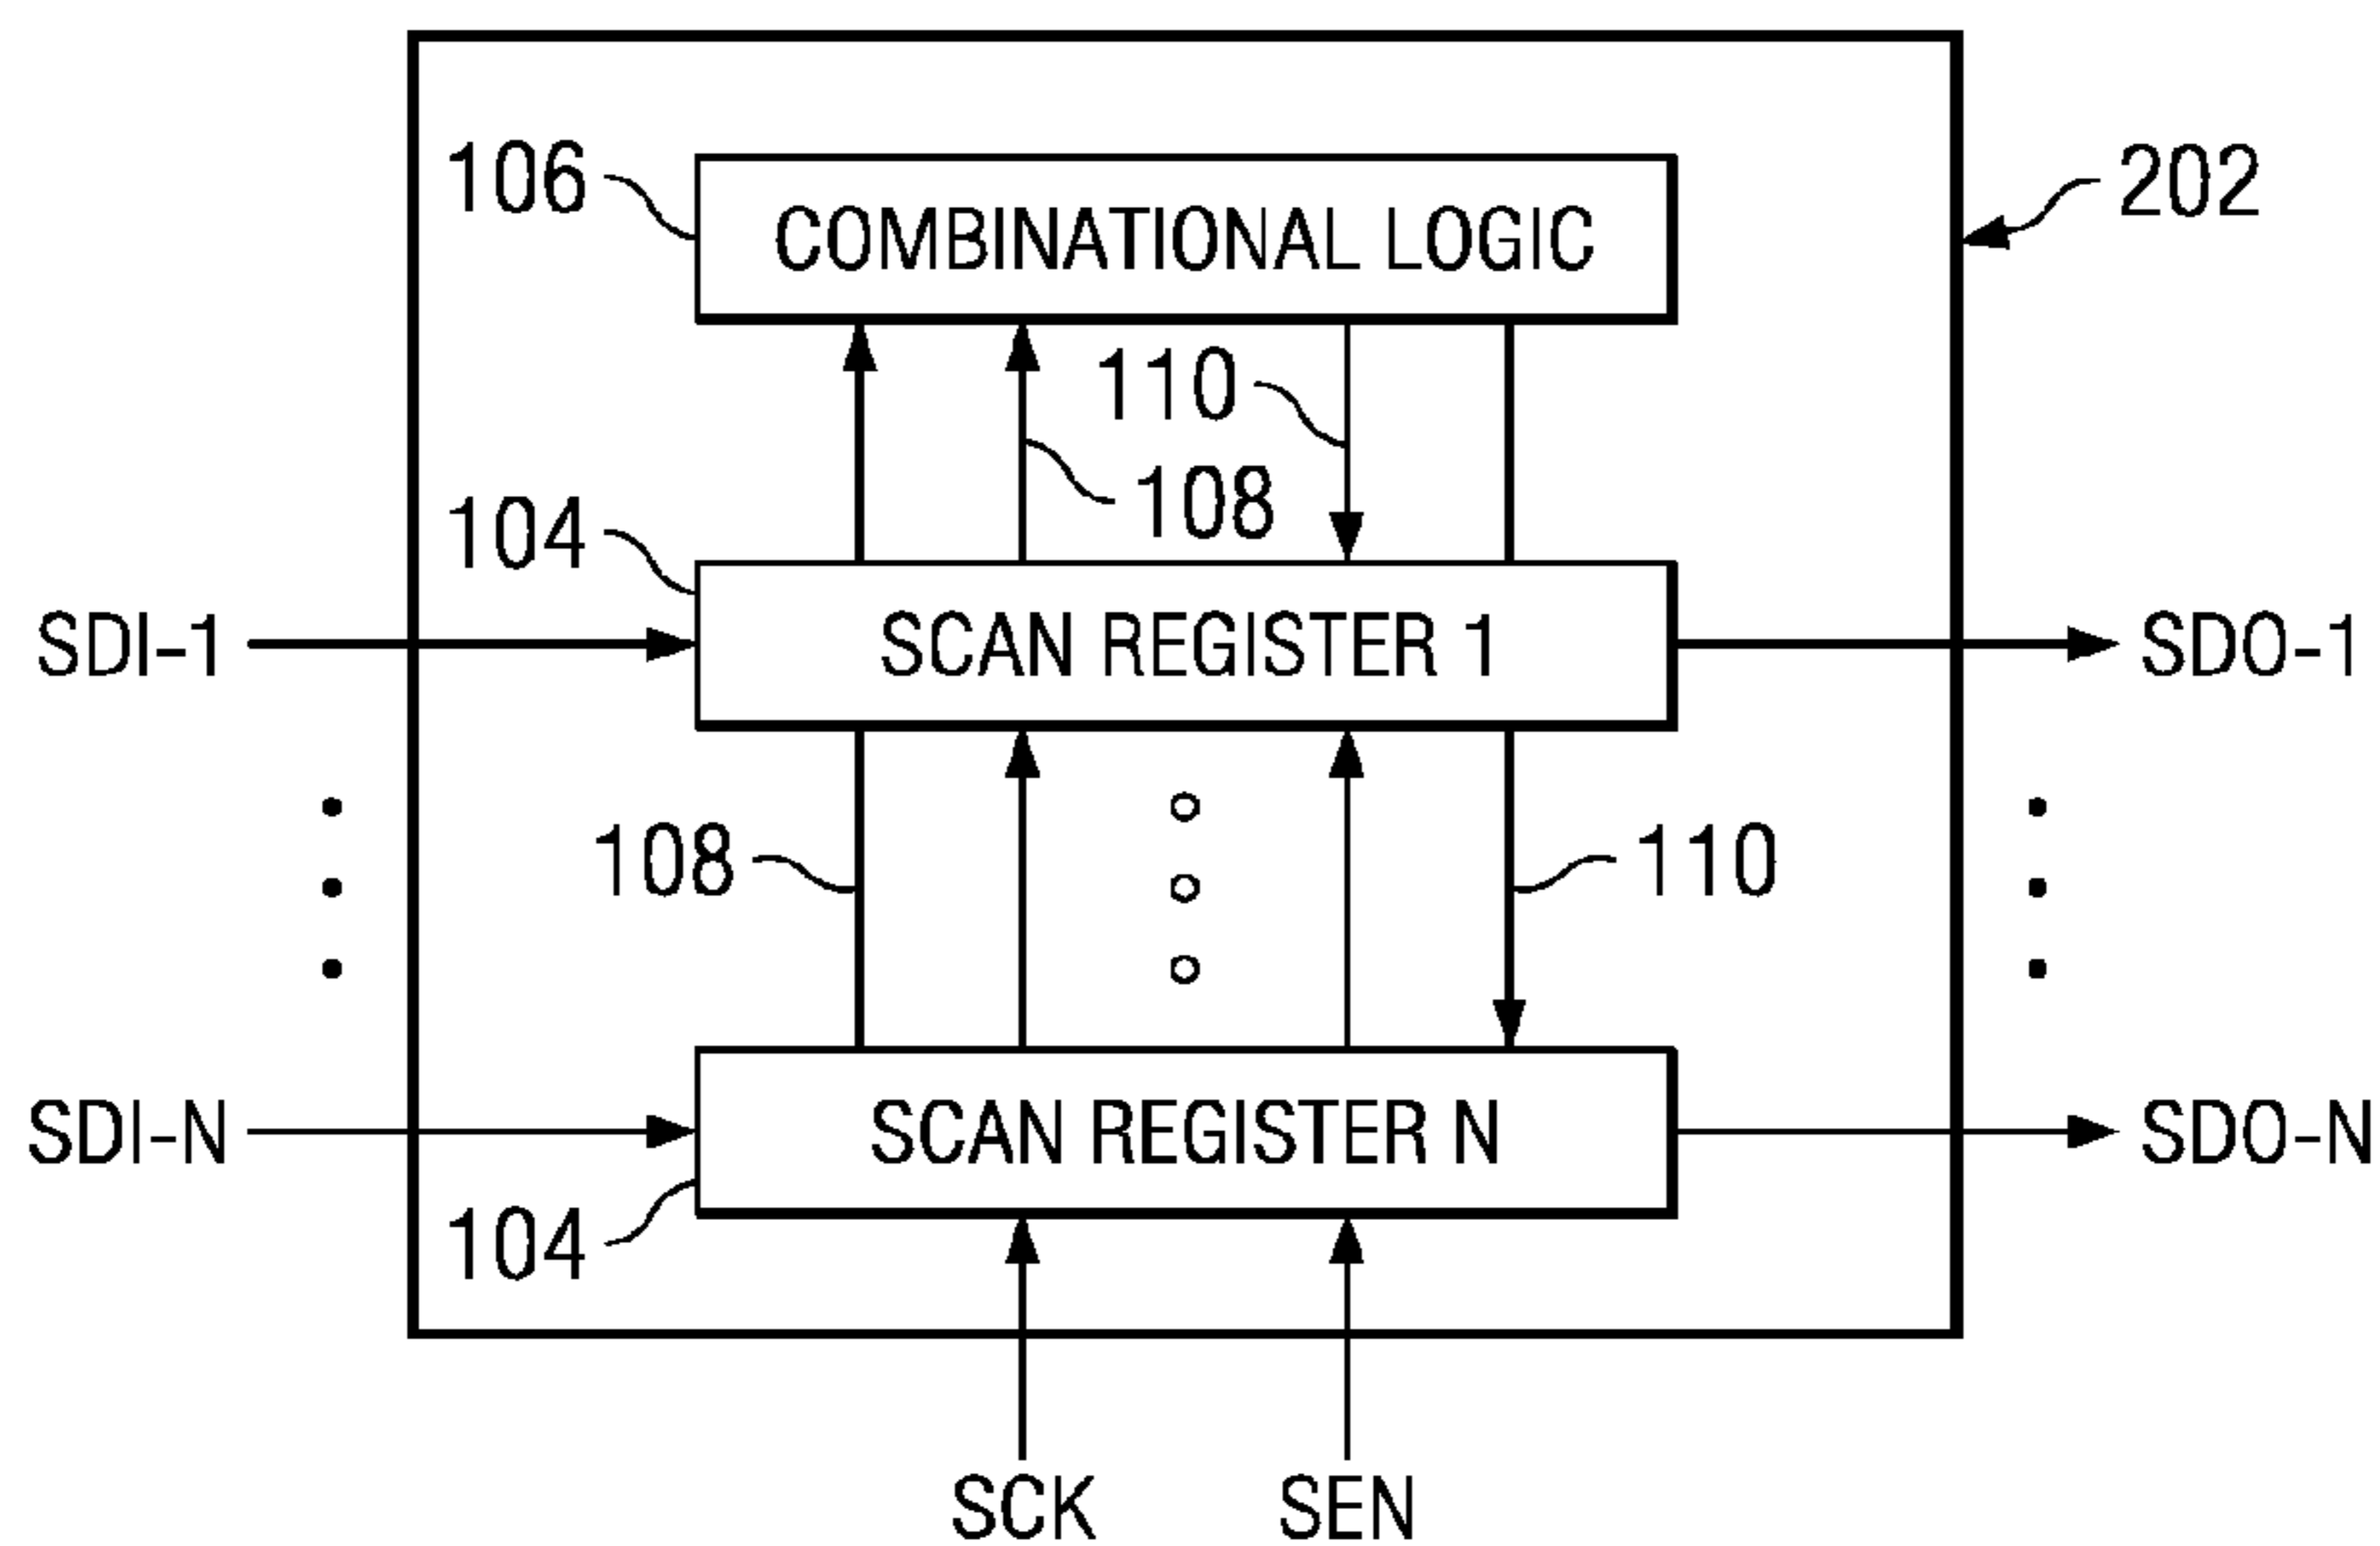 106
COMBINATIONAL LOGIC
202
110
108
104
SDI-1
SCAN REGISTER 1
SDO-1
108
110
SDI-N
SCAN REGISTER N
SDO-N
104
SCK
SEN